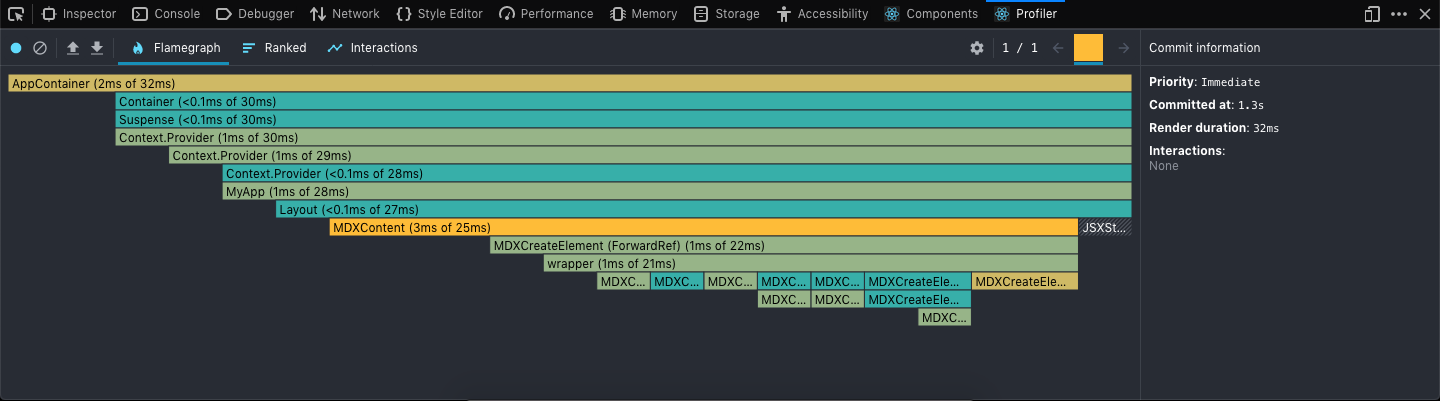 Inspector Console Debugger Network Style Editor Performance Memory Storage Accessibility Components Profiler
Flamegraph Ranked Interactions 1 / 1 Commit information
AppContainer (2ms of 32ms)
Container (<0.1ms of 30ms)
Suspense (<0.1ms of 30ms)
Context.Provider (1ms of 30ms)
Context.Provider (1ms of 29ms)
Context.Provider (<0.1ms of 28ms)
MyApp (1ms of 28ms)
Layout (<0.1ms of 27ms)
MDXContent (3ms of 25ms) JSXSt...
MDXCreateElement (ForwardRef) (1ms of 22ms)
wrapper (1ms of 21ms)
MDXC... MDXC... MDXC... MDXC... MDXC... MDXCreateEle... MDXCreateEle...
MDXC... MDXC... MDXCreateEle...
MDXC...
Priority: Immediate
Committed at: 1.3s
Render duration: 32ms
Interactions:
None